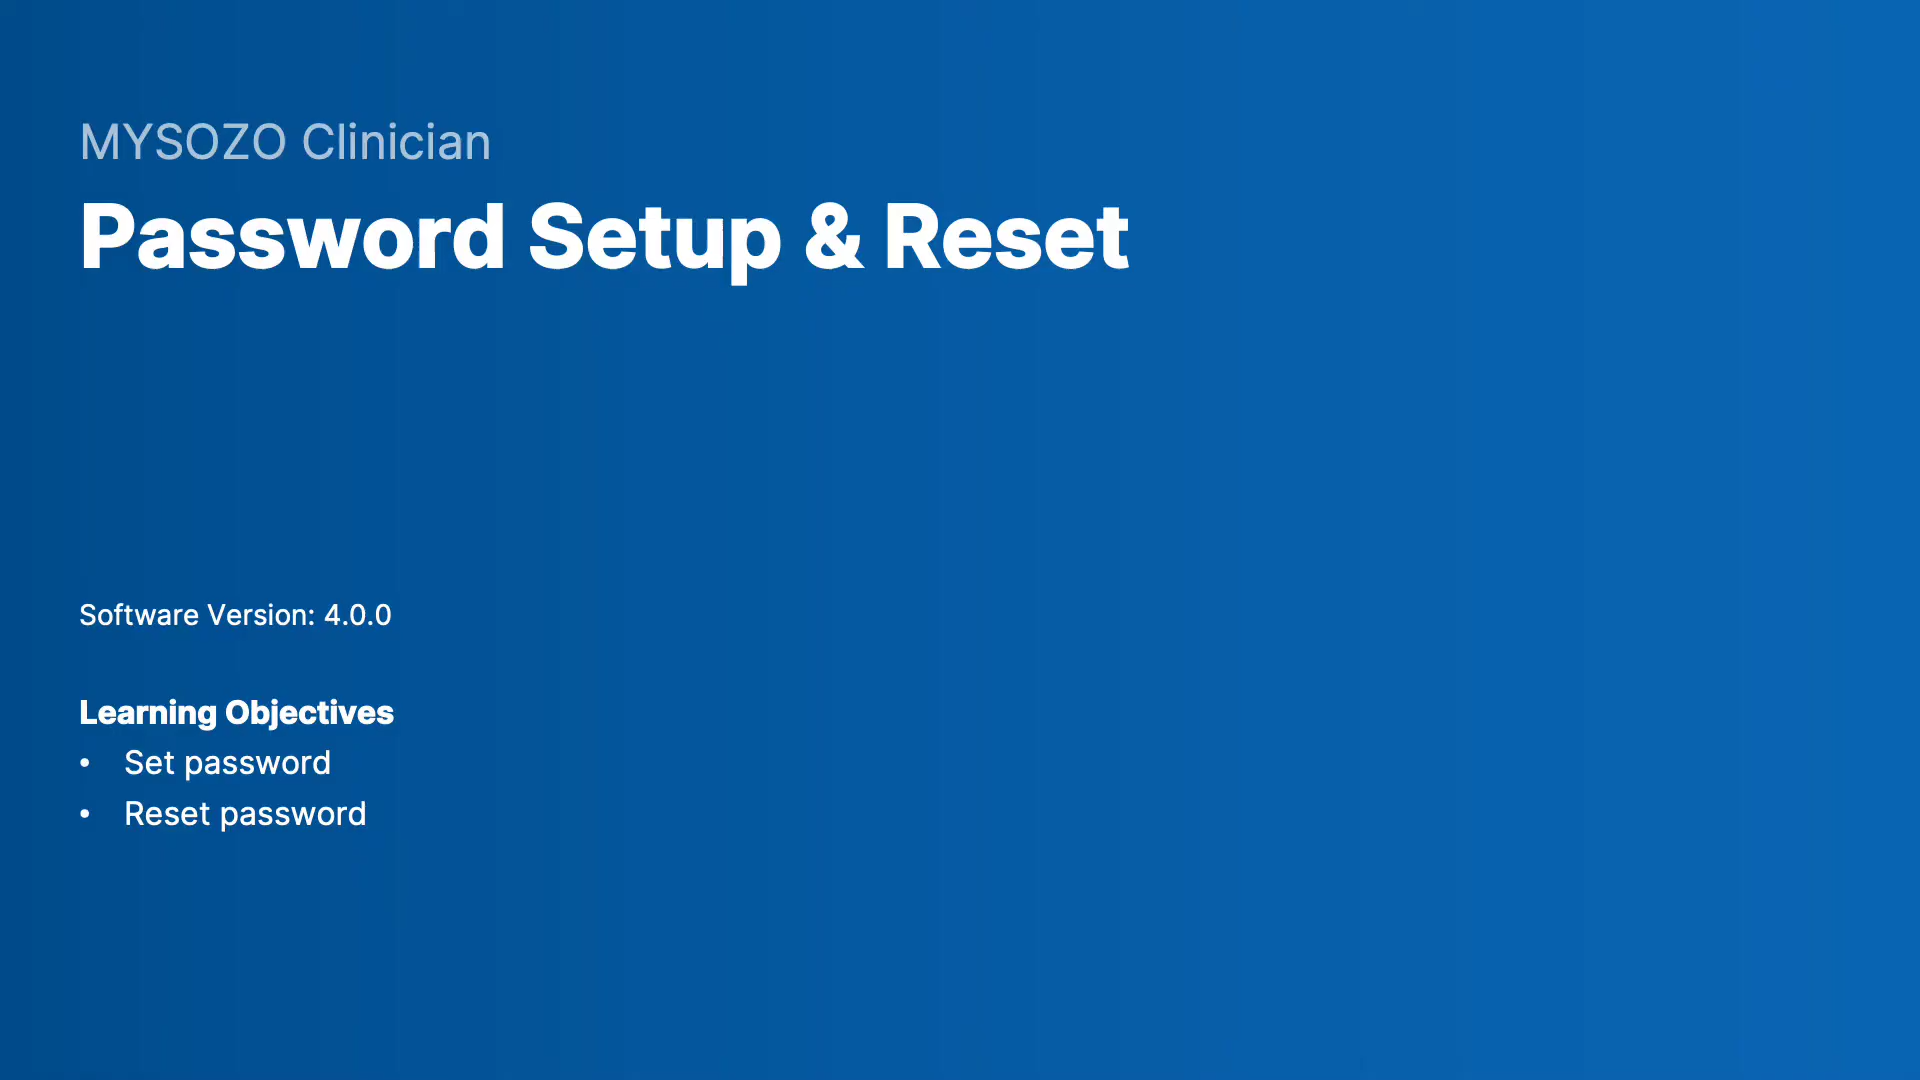 MYSOZO Clinician
Password Setup & Reset
Software Version: 4.0.0
Learning Objectives
• Set password
• Reset password